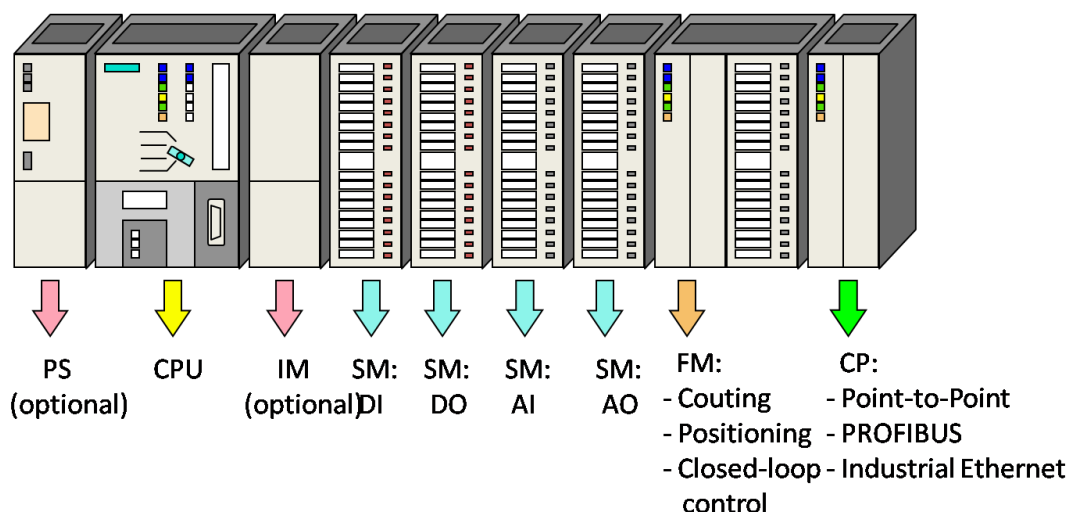 PS
(optional)
CPU
IM
(optional)
SM:
DI
SM:
DO
SM:
AI
SM:
AO
FM:
- Couting
- Positioning
- Closed-loop
control
CP:
- Point-to-Point
- PROFIBUS
- Industrial Ethernet